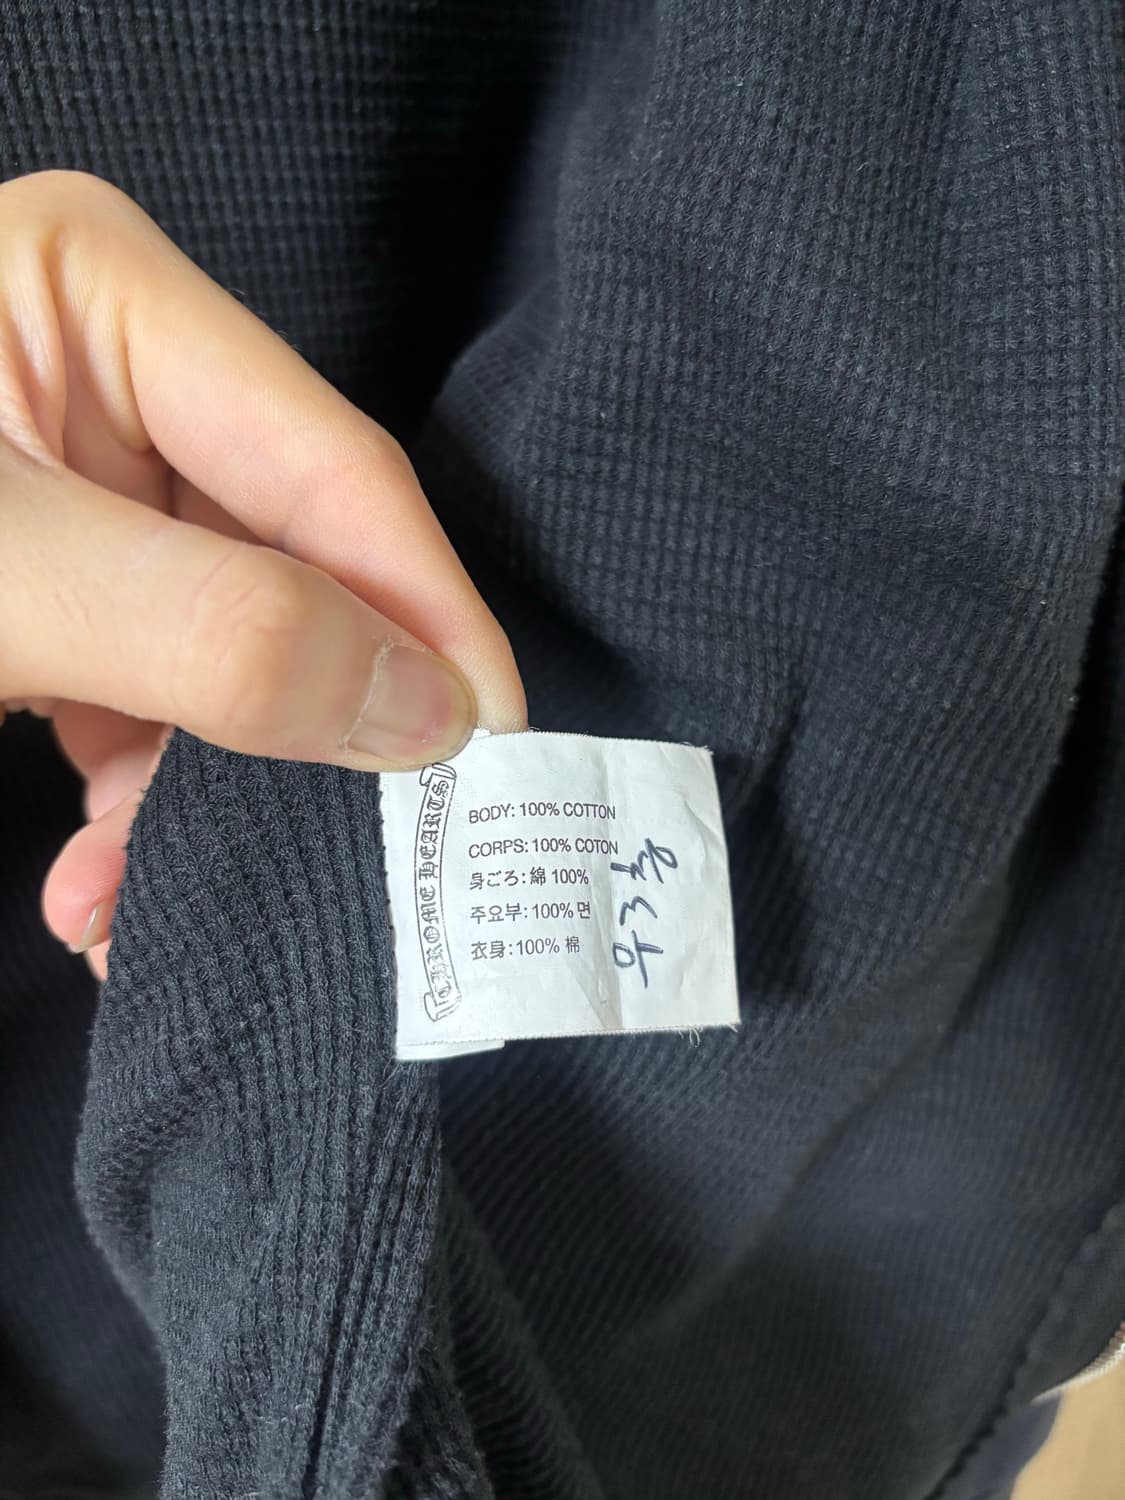 CHROME HEARTS
BODY: 100% COTTON
CORPS: 100% COTON
身ごろ: 綿 100%
주요부: 100% 면
衣身: 100% 棉